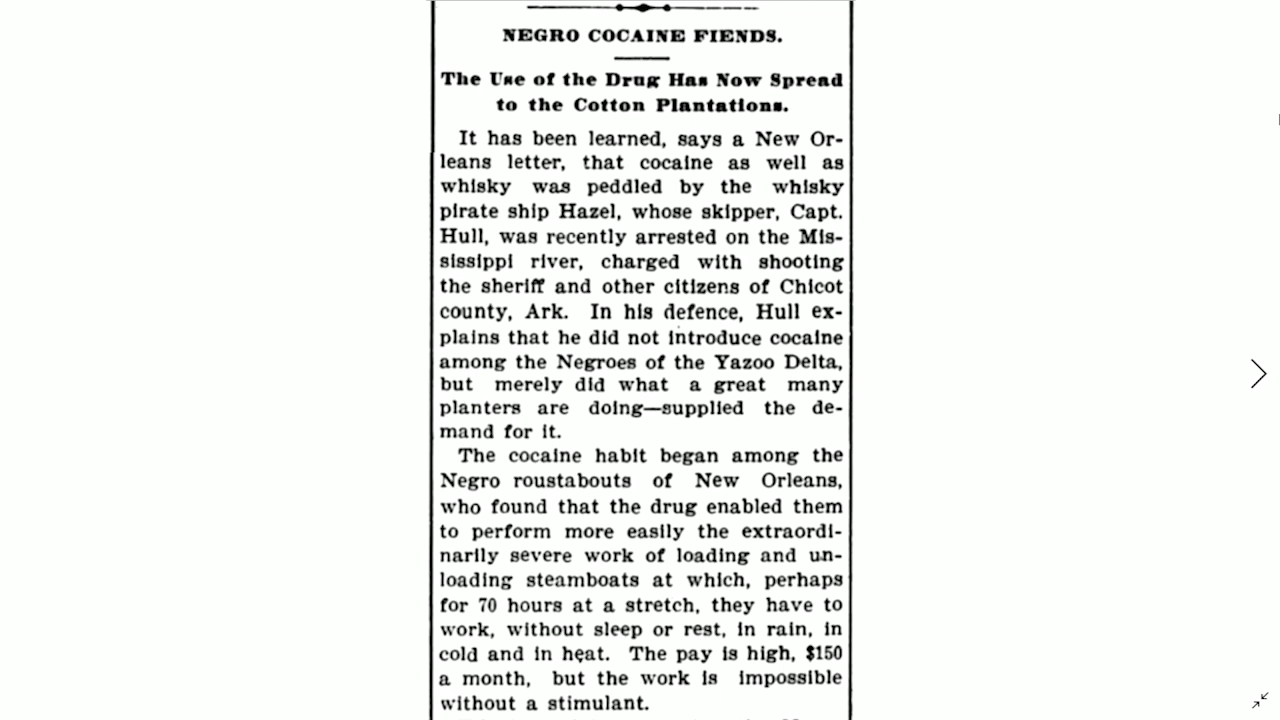 NEGRO COCAINE FIENDS.
The Use of the Drug Has Now Spread
to the Cotton Plantations.
It has been learned, says a New Or-
leans letter, that cocaine as well as
whisky was peddled by the whisky
pirate ship Hazel, whose skipper, Capt.
Hull, was recently arrested on the Mis-
sissippi river, charged with shooting
the sheriff and other citizens of Chicot
county, Ark. In his defence, Hull ex-
plains that he did not introduce cocaine
among the Negroes of the Yazoo Delta,
but merely did what a great many
planters are doing—supplied the de-
mand for it.
The cocaine habit began among the
Negro roustabouts of New Orleans,
who found that the drug enabled them
to perform more easily the extraordi-
narily severe work of loading and un-
loading steamboats at which, perhaps
for 70 hours at a stretch, they have to
work, without sleep or rest, in rain, in
cold and in heat. The pay is high, $150
a month, but the work is impossible
without a stimulant.